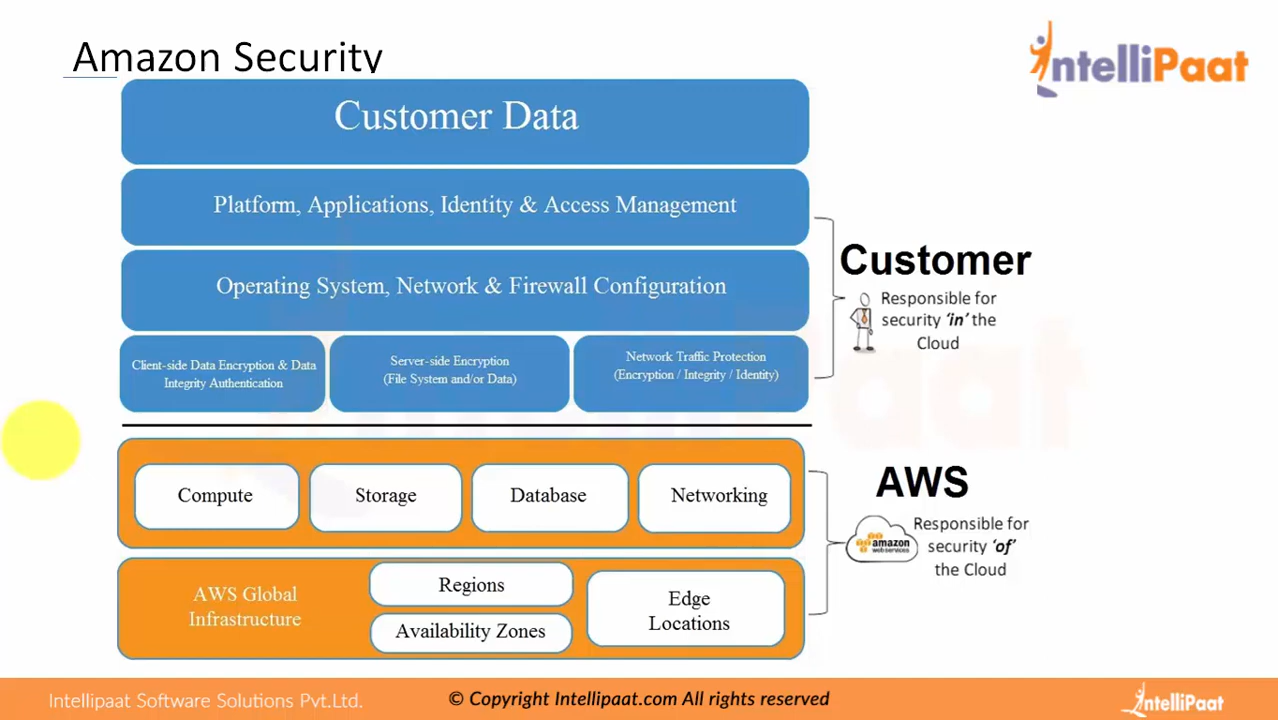 Amazon Security
IntelliPaat
Customer Data
Platform, Applications, Identity & Access Management
Operating System, Network & Firewall Configuration
Client-side Data Encryption & Data
Integrity Authentication
Server-side Encryption
(File System and/or Data)
Network Traffic Protection
(Encryption / Integrity / Identity)
Customer
Responsible for
security 'in' the
Cloud
Compute
Storage
Database
Networking
AWS Global
Infrastructure
Regions
Availability Zones
Edge
Locations
AWS
amazon
web services
Responsible for
security 'of'
the Cloud
Intellipaat Software Solutions Pvt.Ltd.
© Copyright Intellipaat.com All rights reserved
IntelliPaat